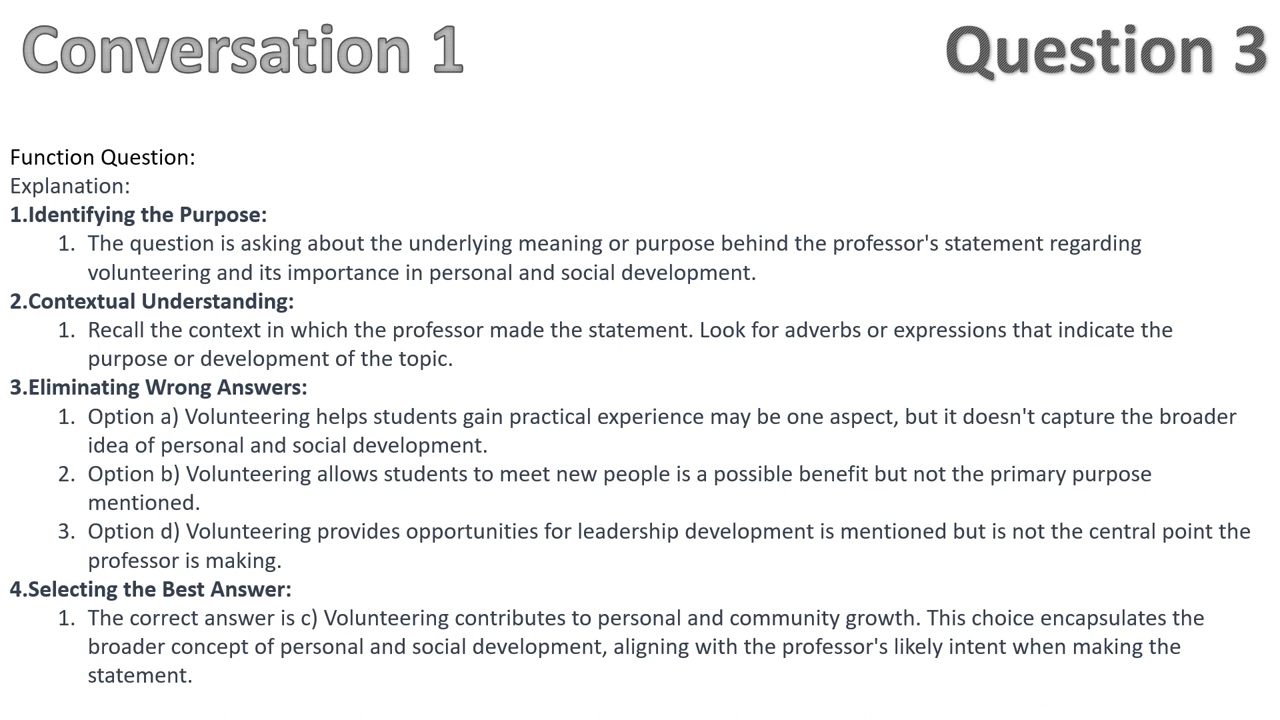 Conversation 1
Question 3
Function Question:
Explanation:
1.Identifying the Purpose:
1. The question is asking about the underlying meaning or purpose behind the professor's statement regarding
volunteering and its importance in personal and social development.
2.Contextual Understanding:
1. Recall the context in which the professor made the statement. Look for adverbs or expressions that indicate the
purpose or development of the topic.
3.Eliminating Wrong Answers:
1. Option a) Volunteering helps students gain practical experience may be one aspect, but it doesn't capture the broader
idea of personal and social development.
2. Option b) Volunteering allows students to meet new people is a possible benefit but not the primary purpose
mentioned.
3. Option d) Volunteering provides opportunities for leadership development is mentioned but is not the central point the
professor is making.
4.Selecting the Best Answer:
1. The correct answer is c) Volunteering contributes to personal and community growth. This choice encapsulates the
broader concept of personal and social development, aligning with the professor's likely intent when making the
statement.